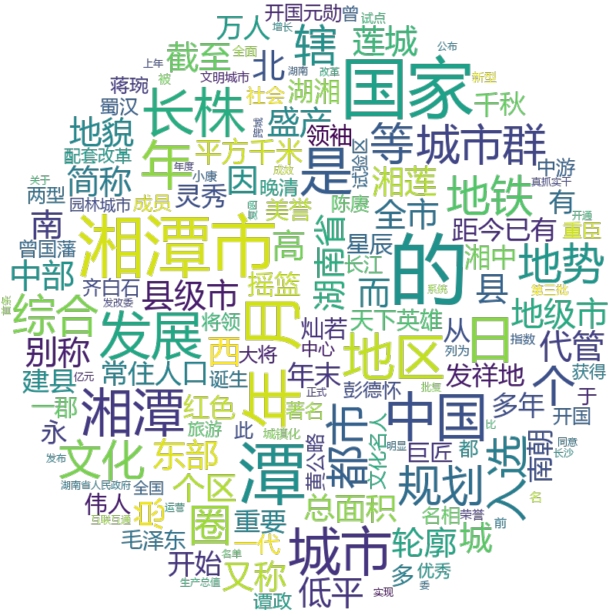 开国元勋
曾
试点
增长
万人
上年
全面
公布
截至
辖
北
莲城
国家
蒋琬
被
文明城市
湖南
改革
新型
蜀汉
长株
社会
湖湘
千秋
地貌
盛产
领袖
等
城市群
配套改革
年
平方千米
是
试验区
中游
真抓实干
关于
两型
简称
年度
小康
成效
因
晚清
陈赓
湘莲
地铁
有
园林城市
成员
灵秀
美誉
全市
距今已有
开通
重臣
南
湘潭市
高
湖南省
星辰
湘中
地势
曾国藩
中部
月
长江
的
系统
第三批
齐白石
县级市
摇篮
而
县
地级市
发改委
综合
发展
将领
灿若
天下英雄
日
指数
代管
别称
西
大将
中心
列为
从
获得
亿元
年末
地区
个
发祥地
于
建县
常住人口
诞生
彭德怀
正式
批复
多年
开国
一郡
湘潭
红色
著名
年
都市
中国
入选
南朝
永
旅游
此
城镇化
黄公略
文化名人
巨匠
都
比
同意
发布
文化
东部
潭
明显
长沙
湖南省人民政府
全国
总
个区
规划
伟人
运营
圈
重要
总面积
名相
荣誉
前
名
互联互通
毛泽东
一代
城市
轮廓
城
名单
开始
又称
低平
多
优秀
生产总值
谭政
实现
委